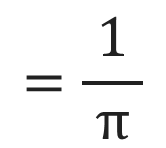 = 1/π